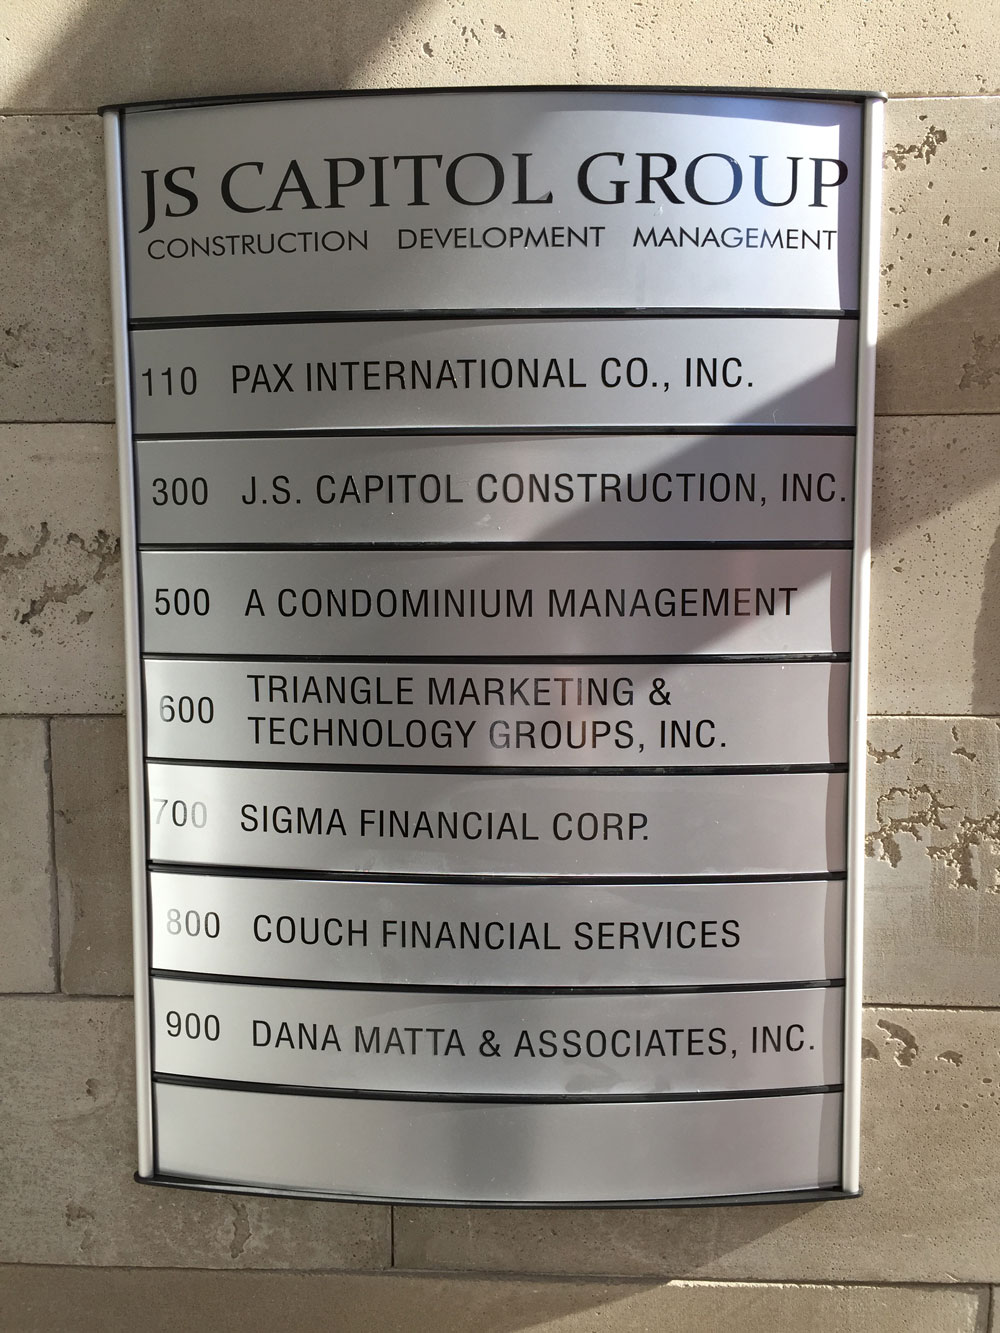 JS CAPITOL GROUP
CONSTRUCTION DEVELOPMENT MANAGEMENT
110 PAX INTERNATIONAL CO., INC.
300 J.S. CAPITOL CONSTRUCTION, INC.
500 A CONDOMINIUM MANAGEMENT
600 TRIANGLE MARKETING &
TECHNOLOGY GROUPS, INC.
700 SIGMA FINANCIAL CORP.
800 COUCH FINANCIAL SERVICES
900 DANA MATTA & ASSOCIATES, INC.